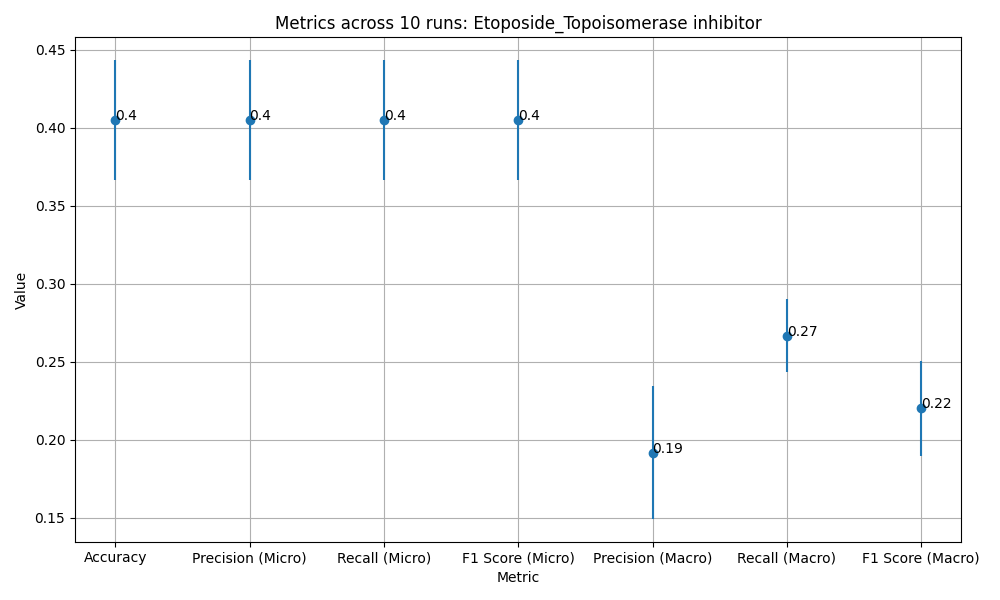 Metrics across 10 runs: Etoposide_Topoisomerase inhibitor
0.45
0.40
0.35
0.30
0.25
0.20
0.15
Value
0.4
0.4
0.4
0.4
0.19
0.27
0.22
Accuracy
Precision (Micro)
Recall (Micro)
F1 Score (Micro)
Precision (Macro)
Recall (Macro)
F1 Score (Macro)
Metric